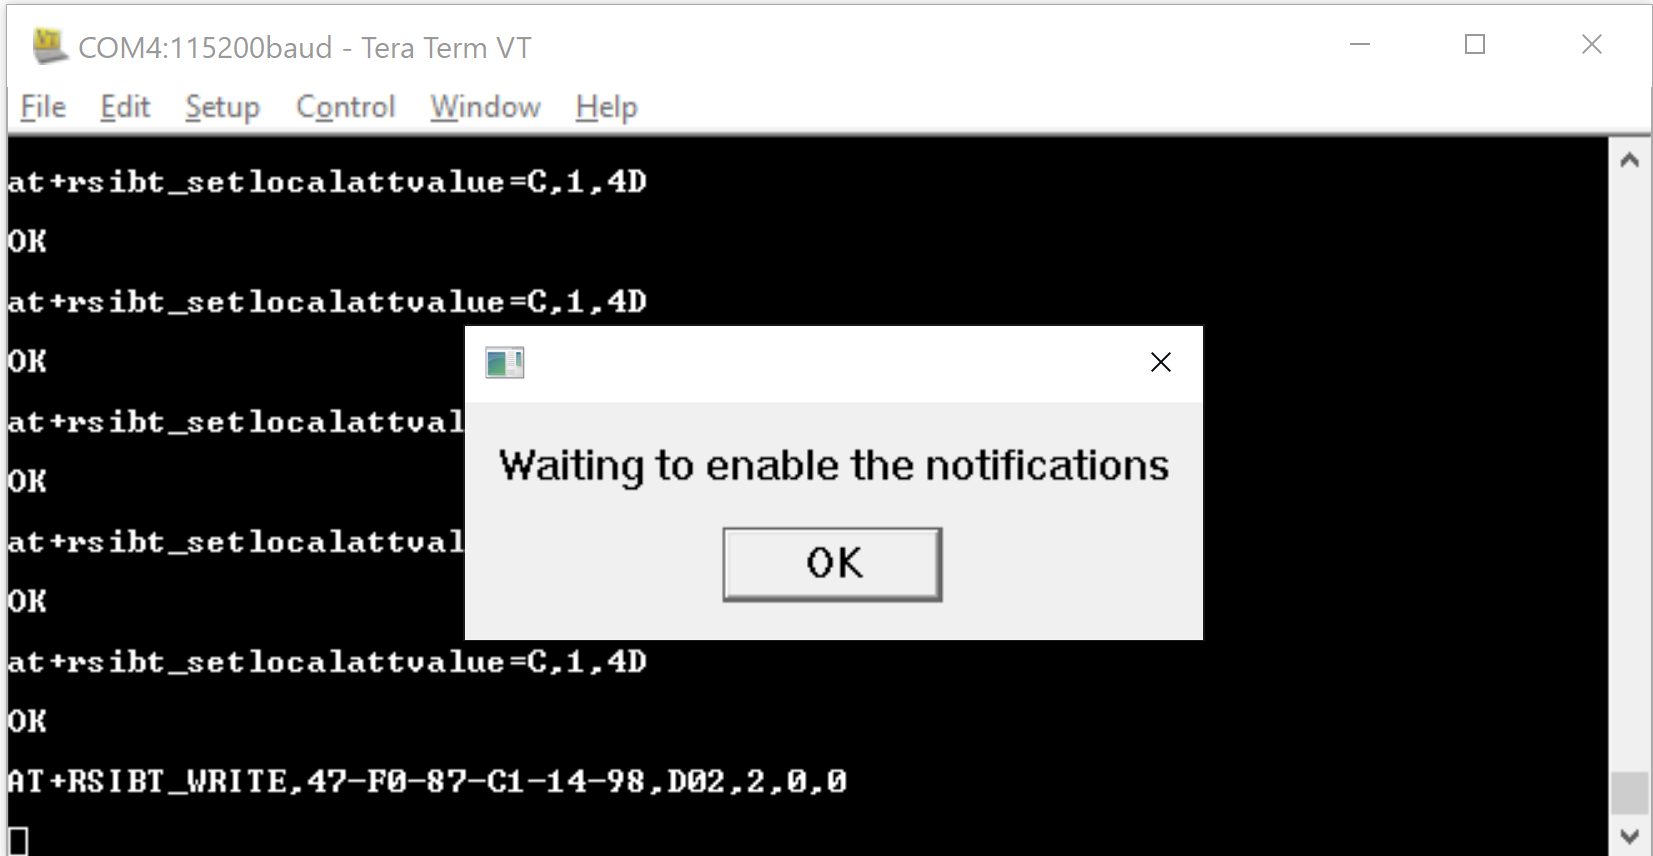 COM4:115200baud - Tera Term VT
File Edit Setup Control Window Help
at+rsibt_setlocalattvalue=C,1,4D
OK
at+rsibt_setlocalattvalue=C,1,4D
OK
at+rsibt_setlocalattval
OK
at+rsibt_setlocalattval
OK
at+rsibt_setlocalattvalue=C,1,4D
OK
AT+RSIBT_WRITE,47-F0-87-C1-14-98,D02,2,0,0
Waiting to enable the notifications
OK